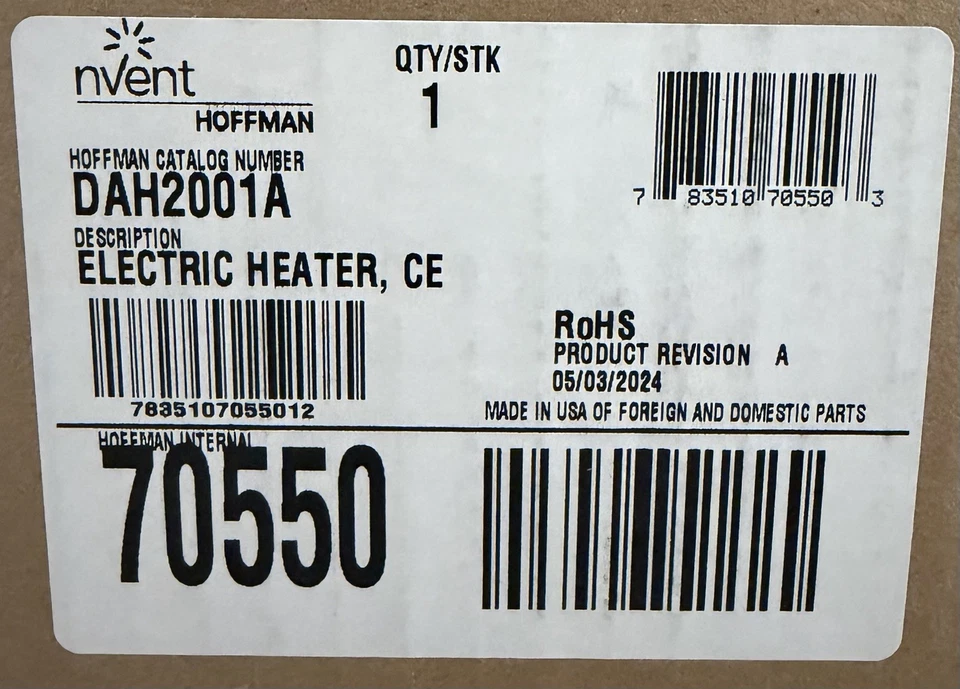 nVent
HOFFMAN
QTY/STK
1
7 83510 70550 3
HOFFMAN CATALOG NUMBER
DAH2001A
DESCRIPTION
ELECTRIC HEATER, CE
7835107055012
RoHS
PRODUCT REVISION A
05/03/2024
MADE IN USA OF FOREIGN AND DOMESTIC PARTS
HOFFMAN INTERNAL
70550